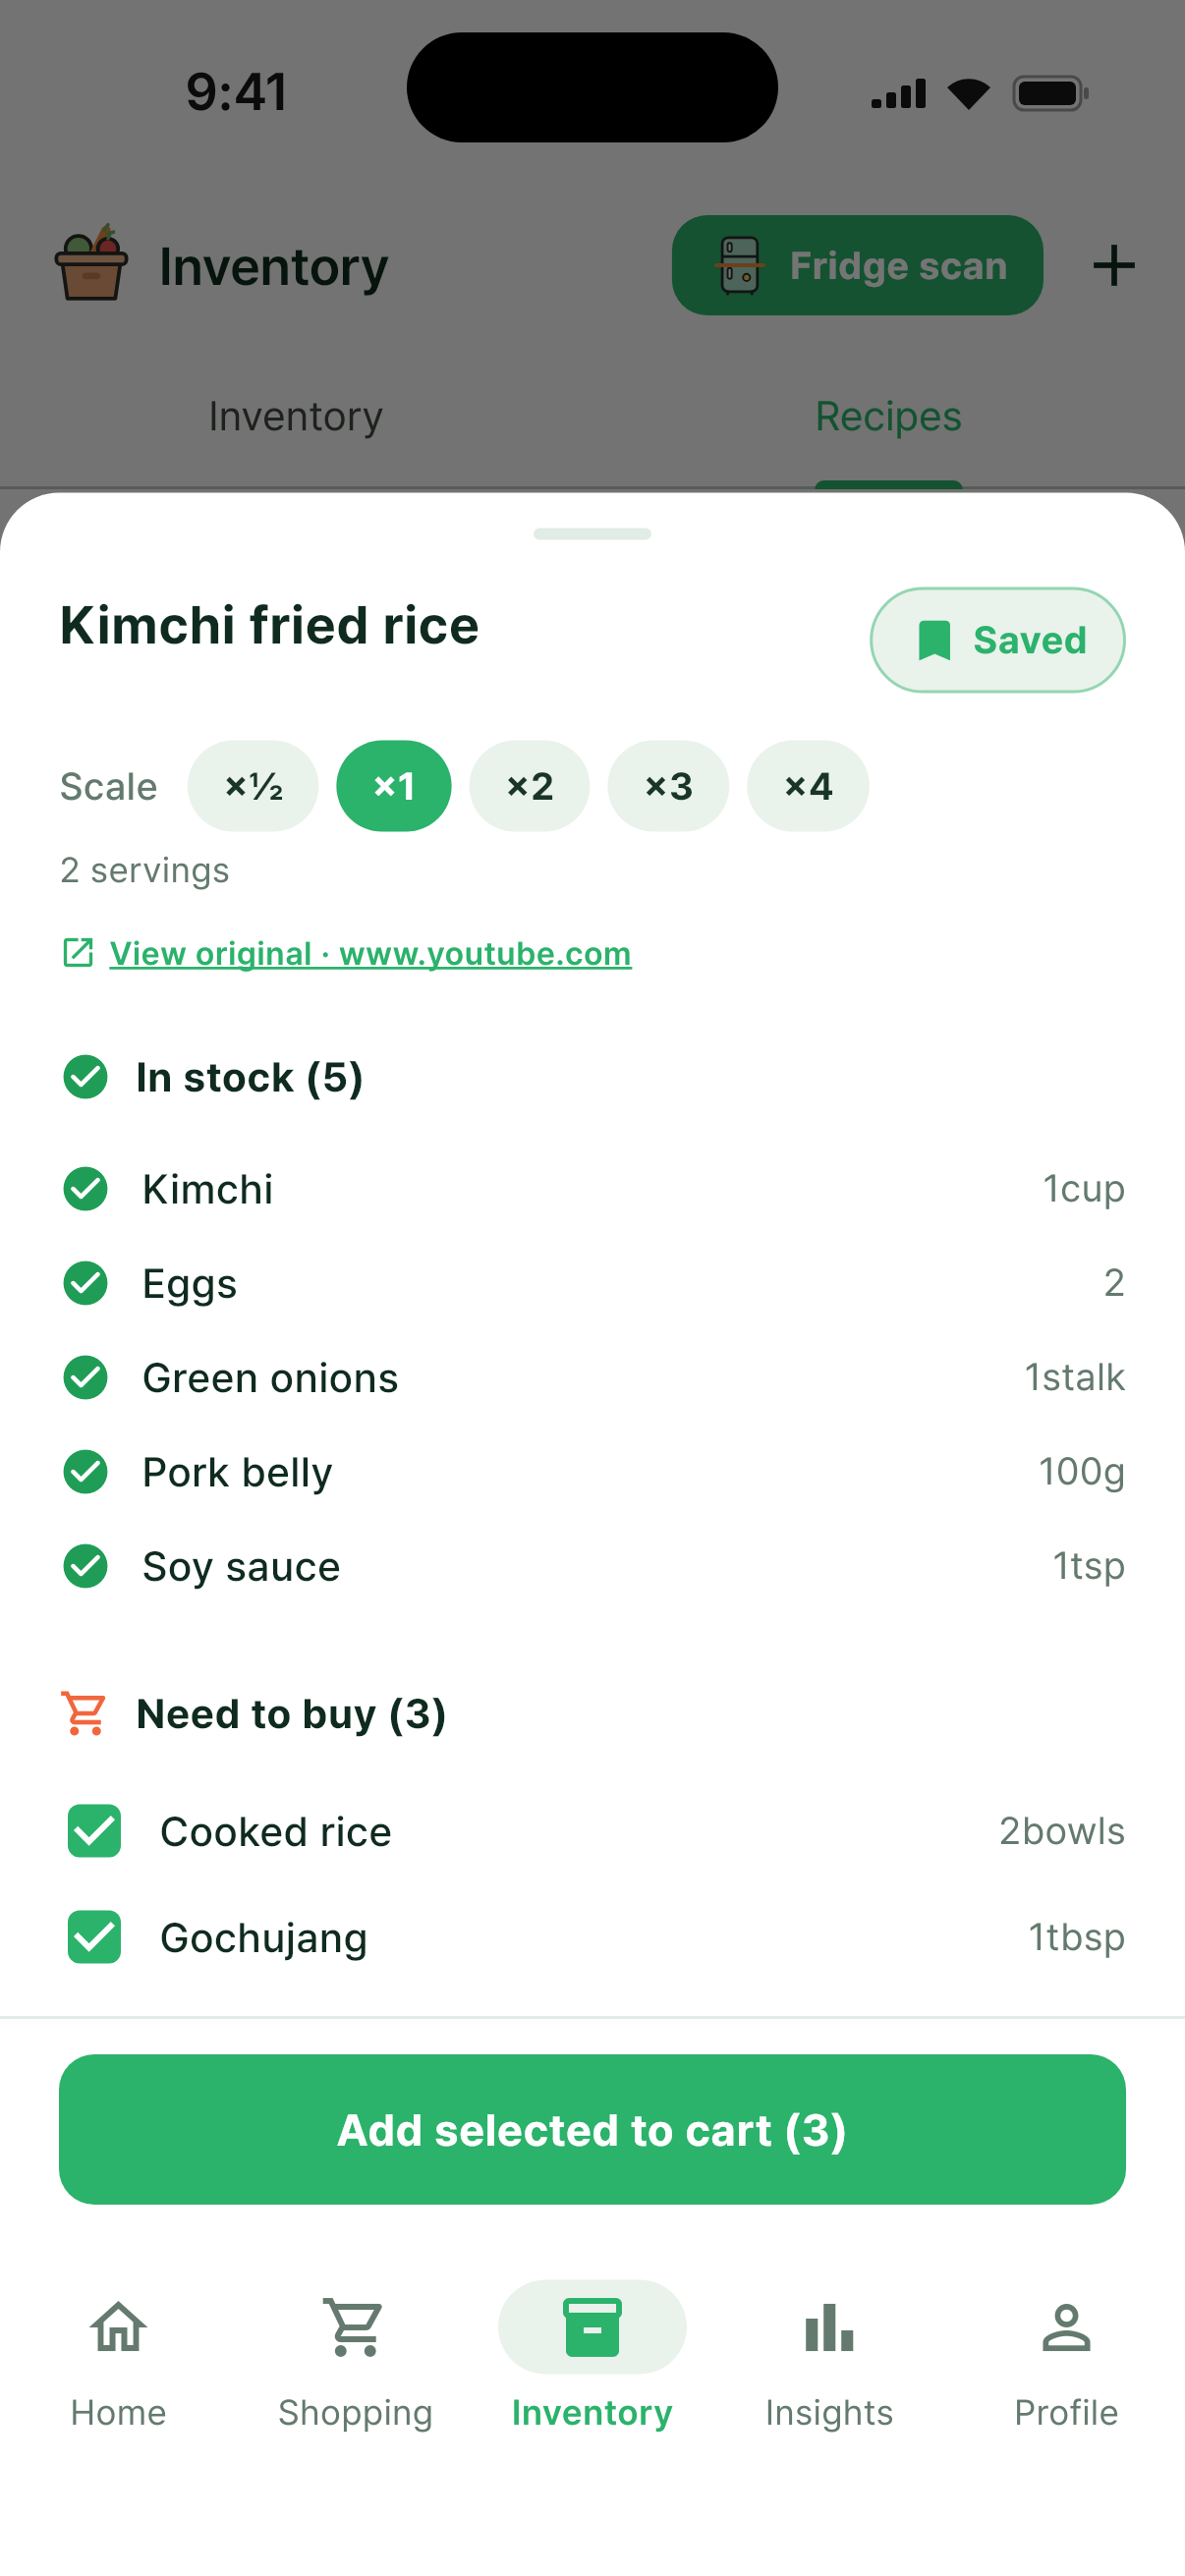 9:41
Inventory
Fridge scan
Inventory
Recipes
Kimchi fried rice
Saved
Scale
×½
×1
×2
×3
×4
2 servings
View original · www.youtube.com
In stock (5)
Kimchi 1cup
Eggs 2
Green onions 1stalk
Pork belly 100g
Soy sauce 1tsp
Need to buy (3)
Cooked rice 2bowls
Gochujang 1tbsp
Add selected to cart (3)
Home
Shopping
Inventory
Insights
Profile